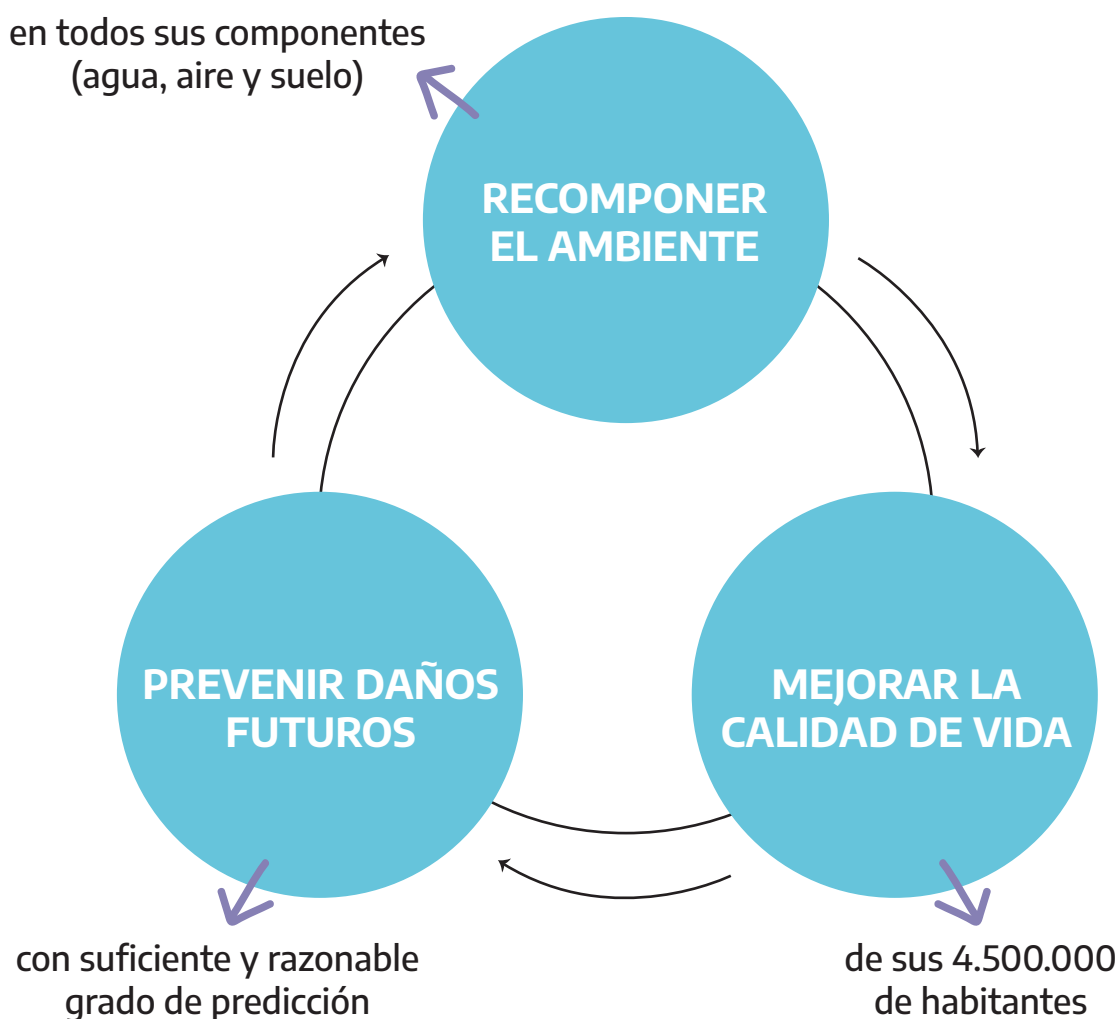 en todos sus componentes
(agua, aire y suelo)
RECOMPONER
EL AMBIENTE
PREVENIR DAÑOS
FUTUROS
MEJORAR LA
CALIDAD DE VIDA
con suficiente y razonable
grado de predicción
de sus 4.500.000
de habitantes